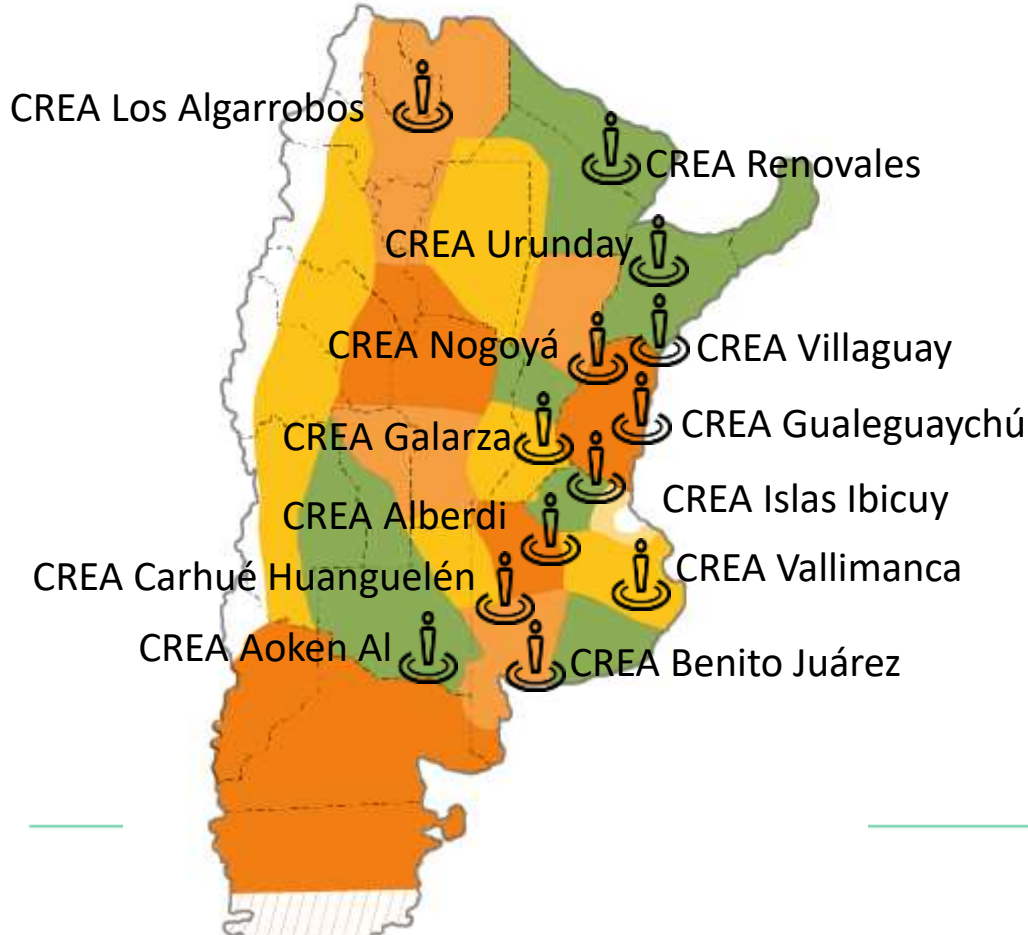 CREA Los Algarrobos
CREA Renovales
CREA Urunday
CREA Nogoyá
CREA Villaguay
CREA Galarza
CREA Gualeguaychú
CREA Islas Ibicuy
CREA Alberdi
CREA Carhué Huanguelén
CREA Vallimanca
CREA Aoken Al
CREA Benito Juárez